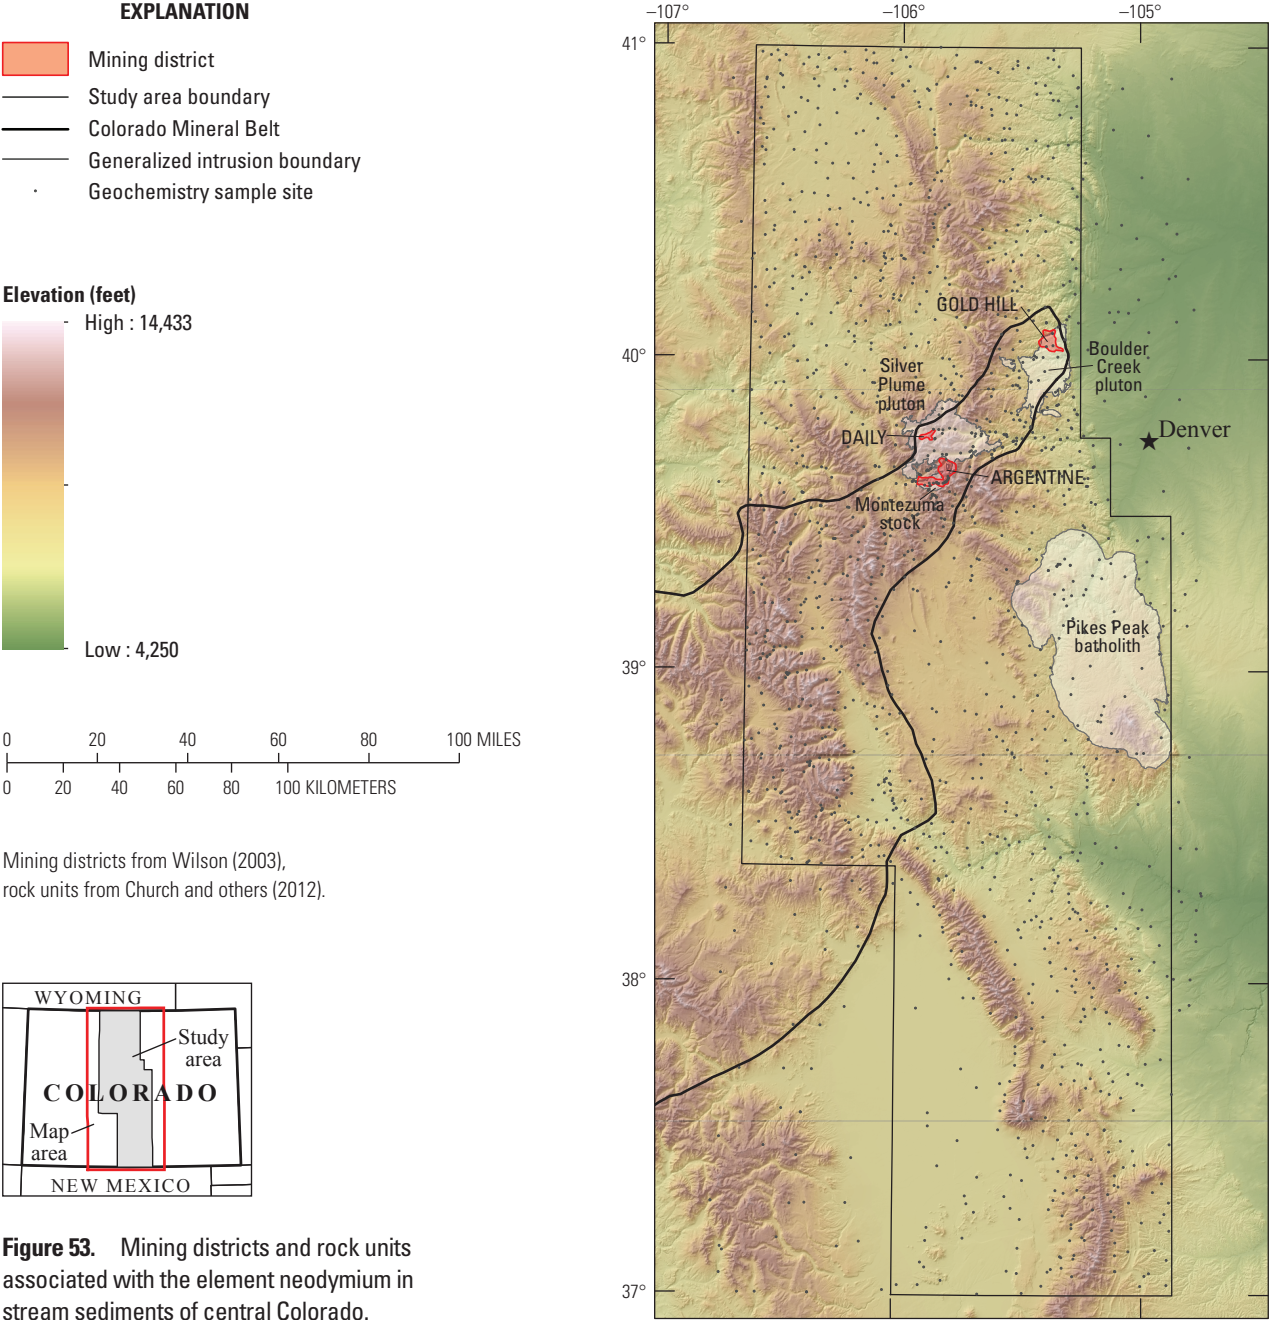 EXPLANATION
Mining district
Study area boundary
Colorado Mineral Belt
Generalized intrusion boundary
Geochemistry sample site
Elevation (feet)
High : 14,433
Low : 4,250
0 20 40 60 80 100 MILES
0 20 40 60 80 100 KILOMETERS
Mining districts from Wilson (2003),
rock units from Church and others (2012).
WYOMING
Study
area
COLORADO
Map
area
NEW MEXICO
Figure 53. Mining districts and rock units
associated with the element neodymium in
stream sediments of central Colorado.
–107° –106° –105°
41°
40°
39°
38°
37°
GOLD HILL
Boulder
Creek
pluton
Silver
Plume
pluton
DAILY
Denver
ARGENTINE
Montezuma
stock
Pikes Peak
batholith